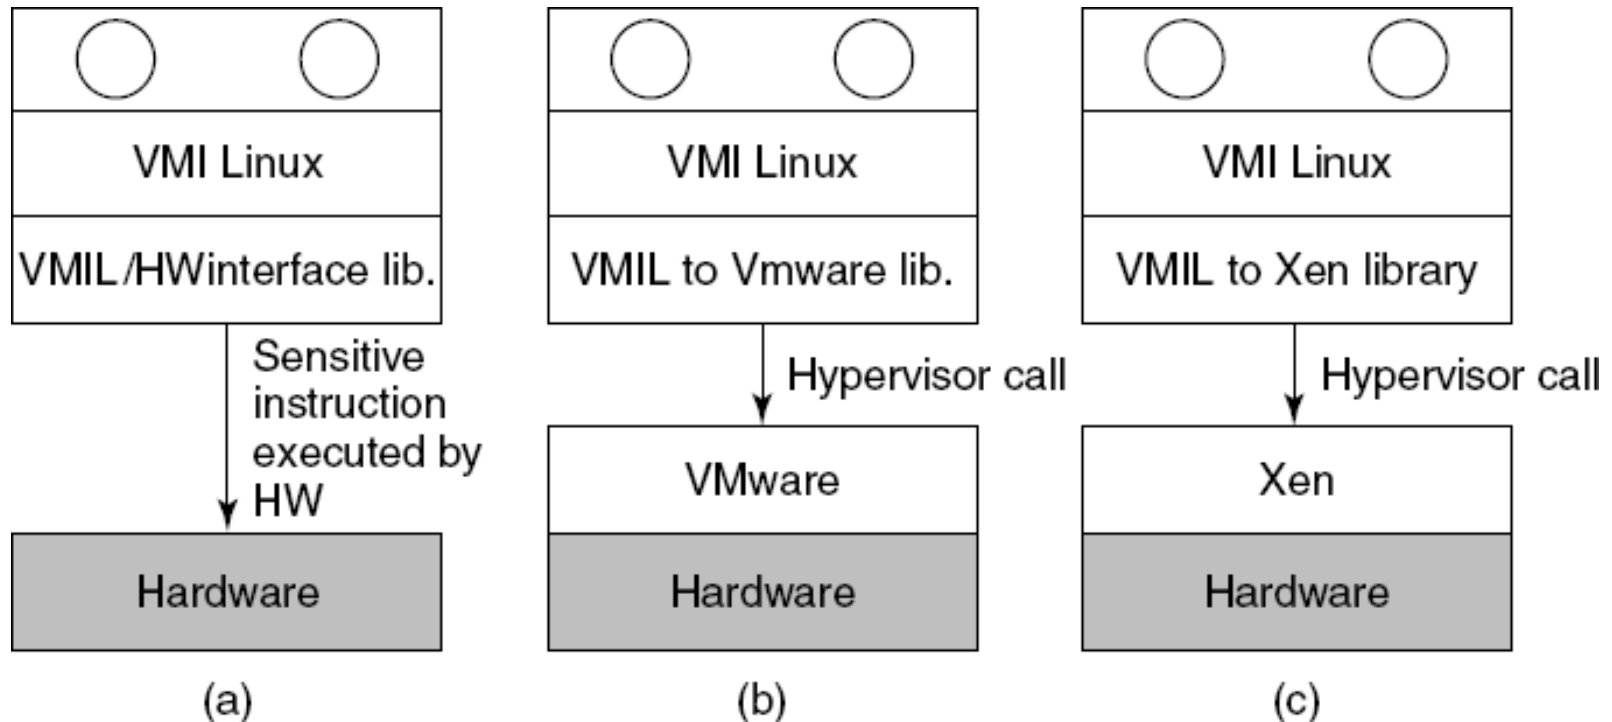 VMI Linux
VMIL/HWinterface lib.
Sensitive
instruction
executed by
HW
Hardware
(a)
VMI Linux
VMIL to Vmware lib.
Hypervisor call
VMware
Hardware
(b)
VMI Linux
VMIL to Xen library
Hypervisor call
Xen
Hardware
(c)